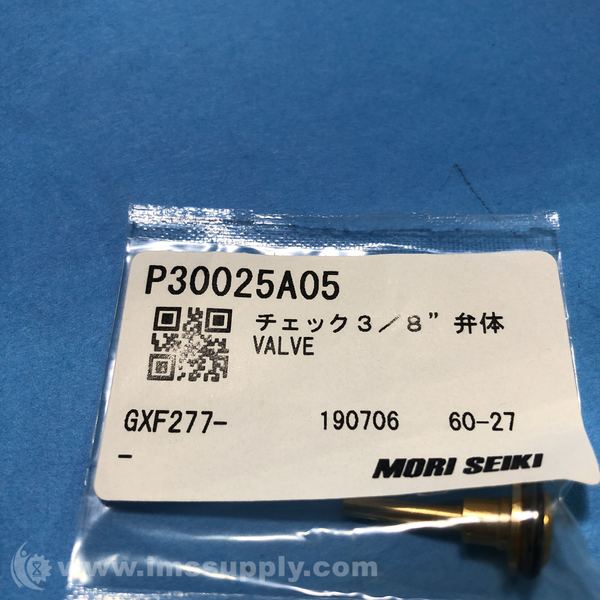 P30025A05
チェック３／８”弁体
VALVE
GXF277- 190706 60-27
-
MORI SEIKI
www.imssupply.com